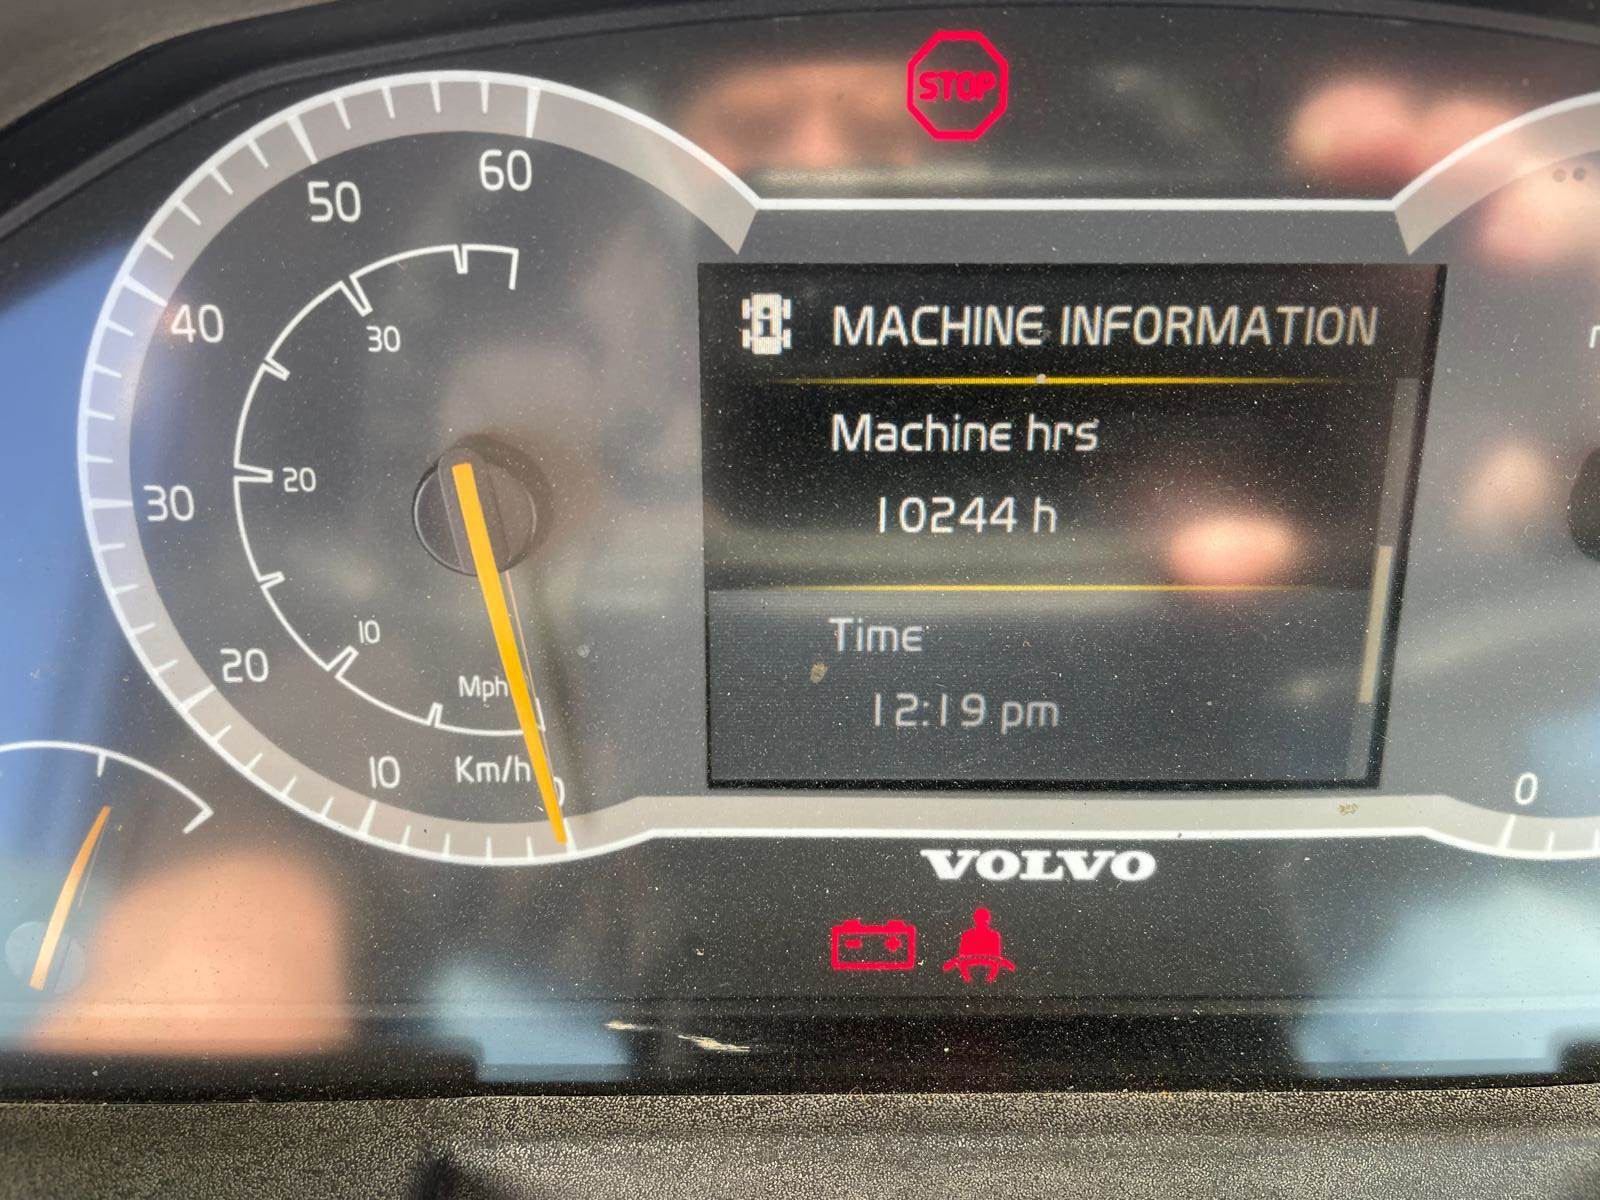 STOP
60
50
40
30
20
10
Km/h
0
30
20
10
Mph
MACHINE INFORMATION
Machine hrs
10244 h
Time
12:19 pm
0
VOLVO